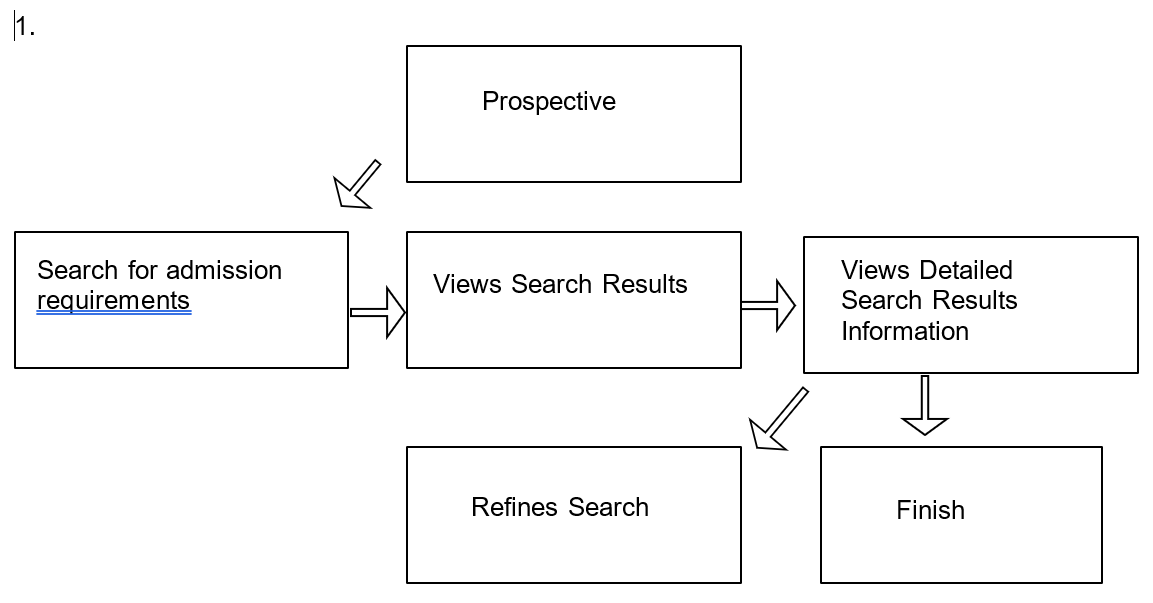 1.
Prospective
Search for admission
requirements
Views Search Results
Views Detailed
Search Results
Information
Refines Search
Finish